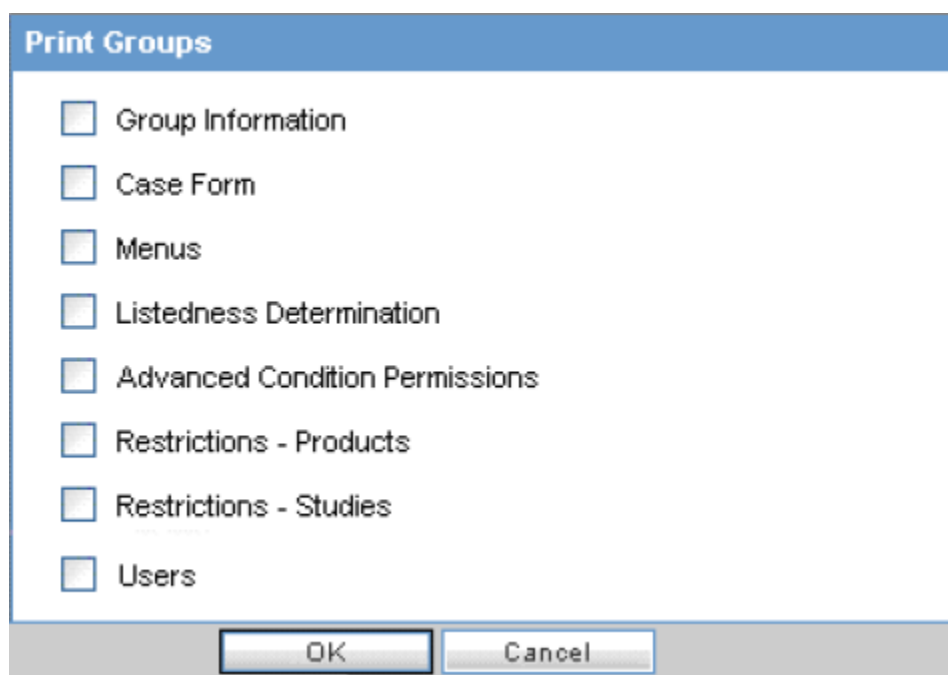 Print Groups
Group Information
Case Form
Menus
Listedness Determination
Advanced Condition Permissions
Restrictions - Products
Restrictions - Studies
Users
OK Cancel